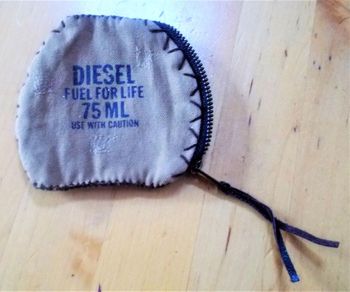 DIESEL
FUEL FOR LIFE
75 ML
USE WITH CAUTION